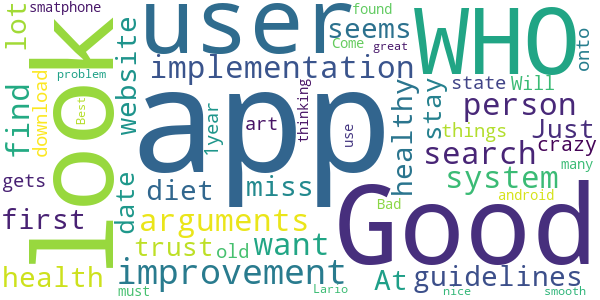 smatphone
lot
look
user
found
Come
great
seems
WHO
onto
problem
website
implementation
find
download
Best
app
1year
art
thinking
use
healthy
stay
state
Will
person
things
Just
crazy
search
many
gets
date
diet
miss
system
android
first
arguments
Good
Bad
trust
old
want
At
guidelines
health
improvement
must
Lario
nice
smooth